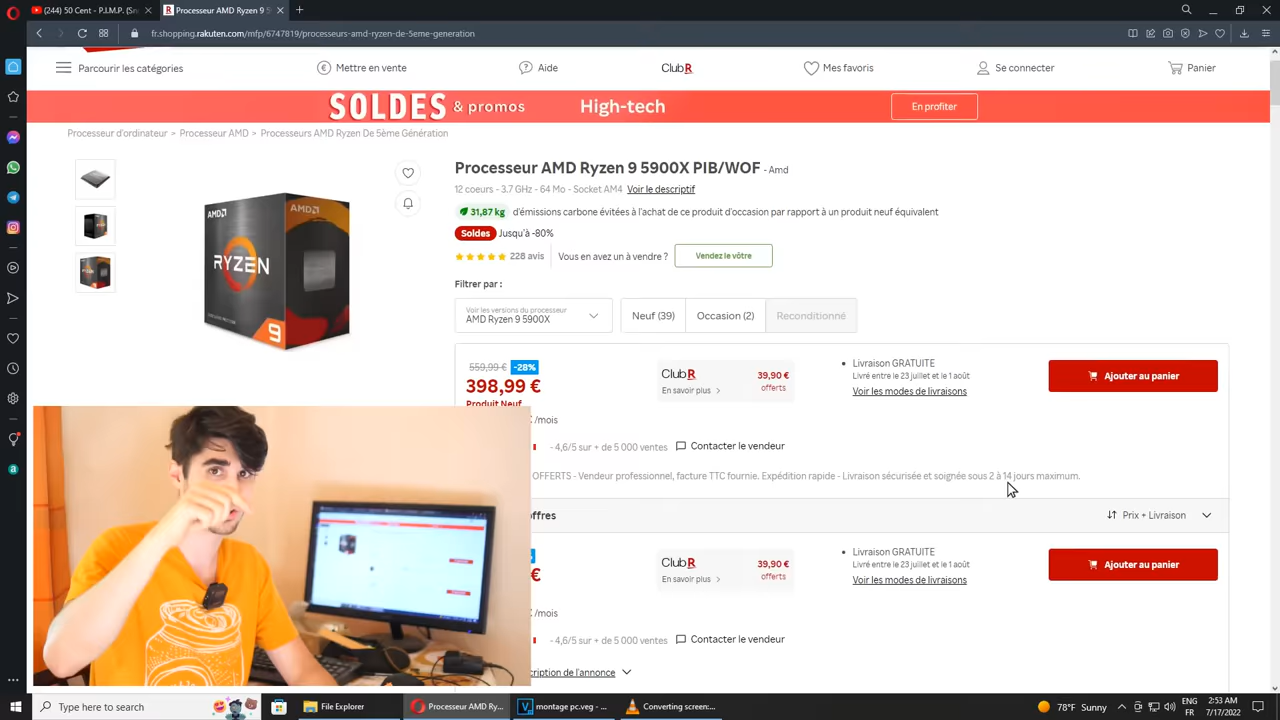 (244) 50 Cent - P.I.M.P. (Sn
Processeur AMD Ryzen 9 5
fr.shopping.rakuten.com/mfp/6747819/processeurs-amd-ryzen-de-5eme-generation
Parcourir les catégories
Mettre en vente
Aide
Club R
Mes favoris
Se connecter
Panier
SOLDES & promos High-tech
En profiter
Processeur d'ordinateur > Processeur AMD > Processeurs AMD Ryzen De 5ème Génération
Processeur AMD Ryzen 9 5900X PIB/WOF - Amd
12 coeurs - 3.7 GHz - 64 Mo - Socket AM4 Voir le descriptif
31,87 kg d'émissions carbone évitées à l'achat de ce produit d'occasion par rapport à un produit neuf équivalent
Soldes Jusqu'à -80%
228 avis Vous en avez un à vendre ? Vendez le vôtre
Filtrer par :
Voir les versions du processeur
AMD Ryzen 9 5900X
Neuf (39)
Occasion (2)
Reconditionné
AMD
AMD
RYZEN
9
559,99 € -28%
398,99 €
Produit Neuf
Club R
En savoir plus >
39,90 €
offerts
Livraison GRATUITE
Livré entre le 23 juillet et le 1 août
Voir les modes de livraisons
Ajouter au panier
€ /mois
- 4,6/5 sur + de 5 000 ventes
Contacter le vendeur
OFFERTS - Vendeur professionnel, facture TTC fournie. Expédition rapide - Livraison sécurisée et soignée sous 2 à 14 jours maximum.
offres
Prix + Livraison
%
€
Club R
En savoir plus >
39,90 €
offerts
Livraison GRATUITE
Livré entre le 23 juillet et le 1 août
Voir les modes de livraisons
Ajouter au panier
€ /mois
- 4,6/5 sur + de 5 000 ventes
Contacter le vendeur
cription de l'annonce
Type here to search
File Explorer
Processeur AMD Ry...
montage pc.veg - ...
Converting screen:...
78°F Sunny
ENG
FR
2:53 AM
7/17/2022